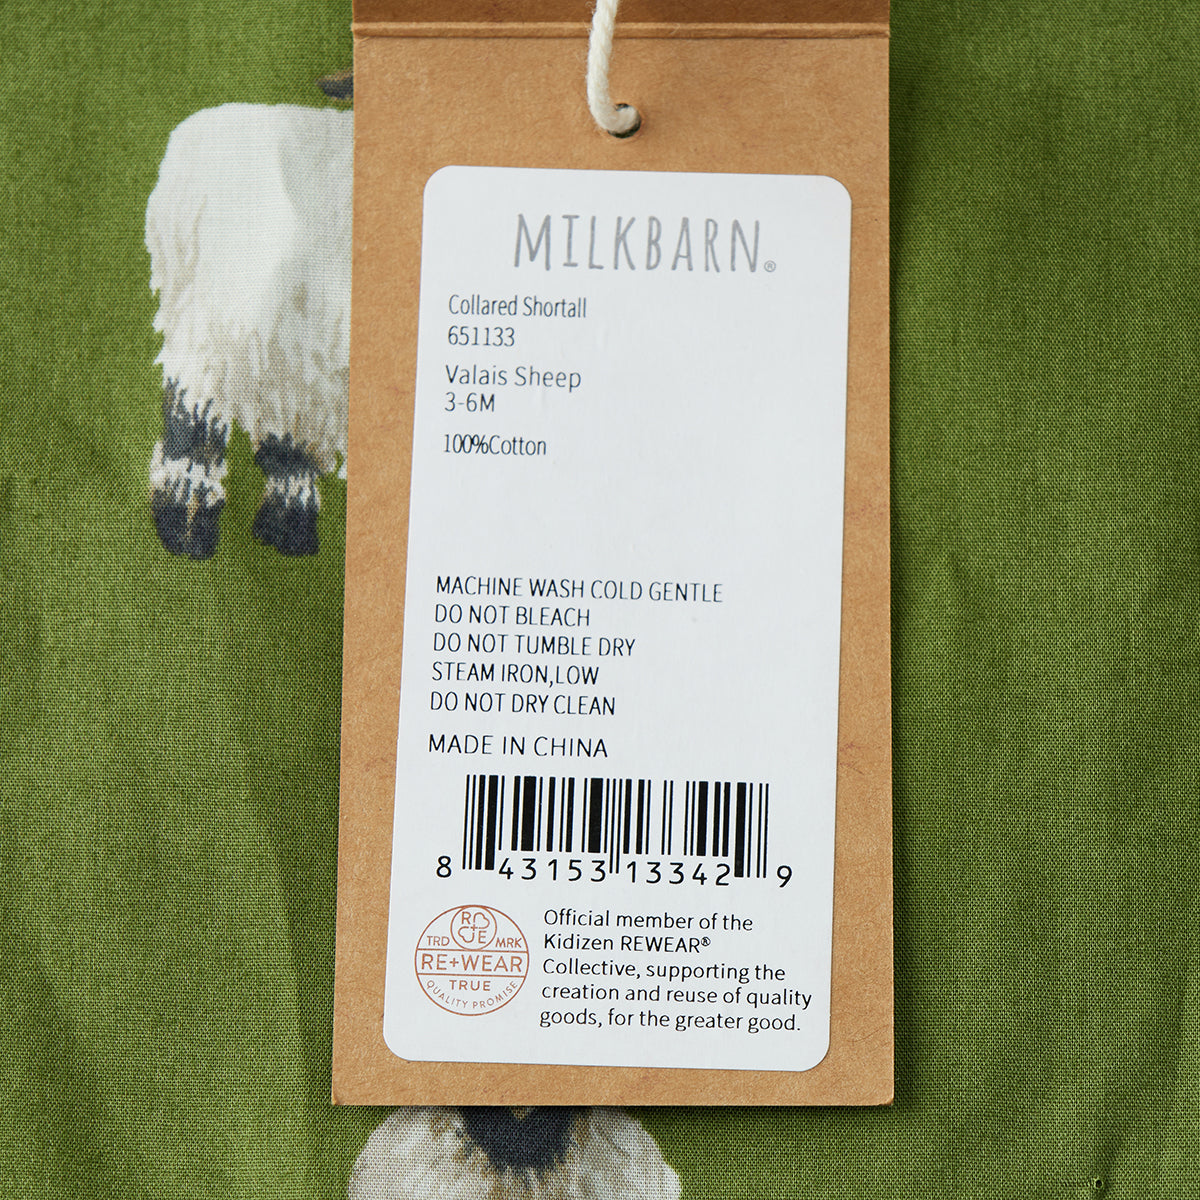 MILKBARN®
Collared Shortall
651133
Valais Sheep
3-6M
100%Cotton
MACHINE WASH COLD GENTLE
DO NOT BLEACH
DO NOT TUMBLE DRY
STEAM IRON,LOW
DO NOT DRY CLEAN
MADE IN CHINA
8 43153 13342 9
R
E
TRD MRK
RE+WEAR
TRUE
QUALITY PROMISE
Official member of the
Kidizen REWEAR®
Collective, supporting the
creation and reuse of quality
goods, for the greater good.